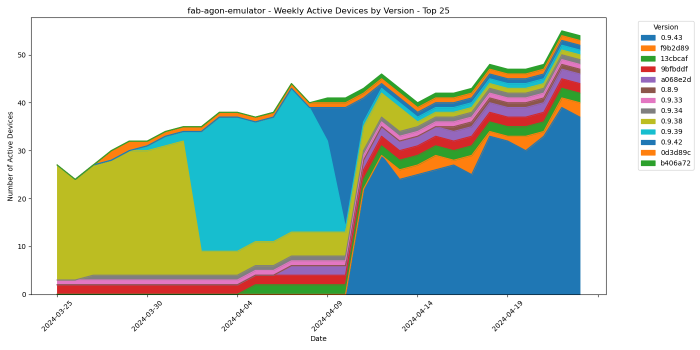 fab-agon-emulator - Weekly Active Devices by Version - Top 25
Version
0.9.43
f9b2d89
13cbcaf
9bfbddf
a068e2d
0.8.9
0.9.33
0.9.34
0.9.38
0.9.39
0.9.42
0d3d89c
b406a72
Number of Active Devices
50
40
30
20
10
0
2024-03-25
2024-03-30
2024-04-04
2024-04-09
2024-04-14
2024-04-19
Date